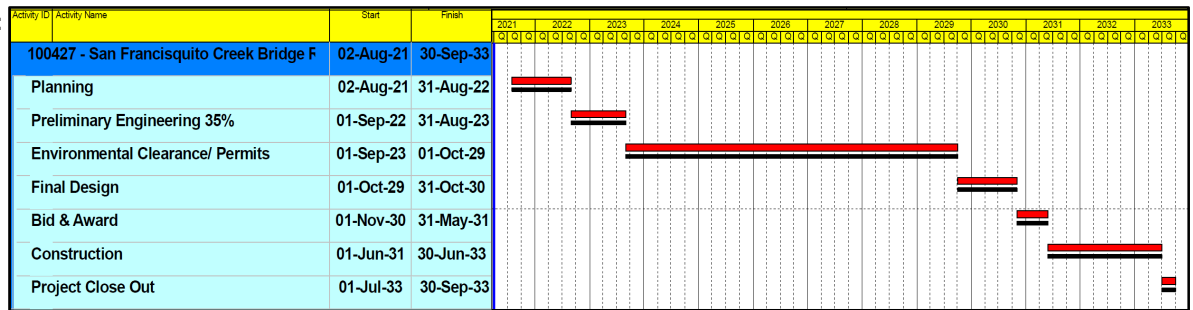 Activity ID Activity Name Start Finish
2021 2022 2023 2024 2025 2026 2027 2028 2029 2030 2031 2032 2033
Q Q Q Q Q Q Q Q Q Q Q Q Q Q Q Q Q Q Q Q Q Q Q Q Q Q Q Q Q Q Q Q Q Q Q Q Q Q Q Q Q Q Q Q Q Q Q Q Q Q Q
100427 - San Francisquito Creek Bridge R 02-Aug-21 30-Sep-33
Planning 02-Aug-21 31-Aug-22
Preliminary Engineering 35% 01-Sep-22 31-Aug-23
Environmental Clearance/ Permits 01-Sep-23 01-Oct-29
Final Design 01-Oct-29 31-Oct-30
Bid & Award 01-Nov-30 31-May-31
Construction 01-Jun-31 30-Jun-33
Project Close Out 01-Jul-33 30-Sep-33